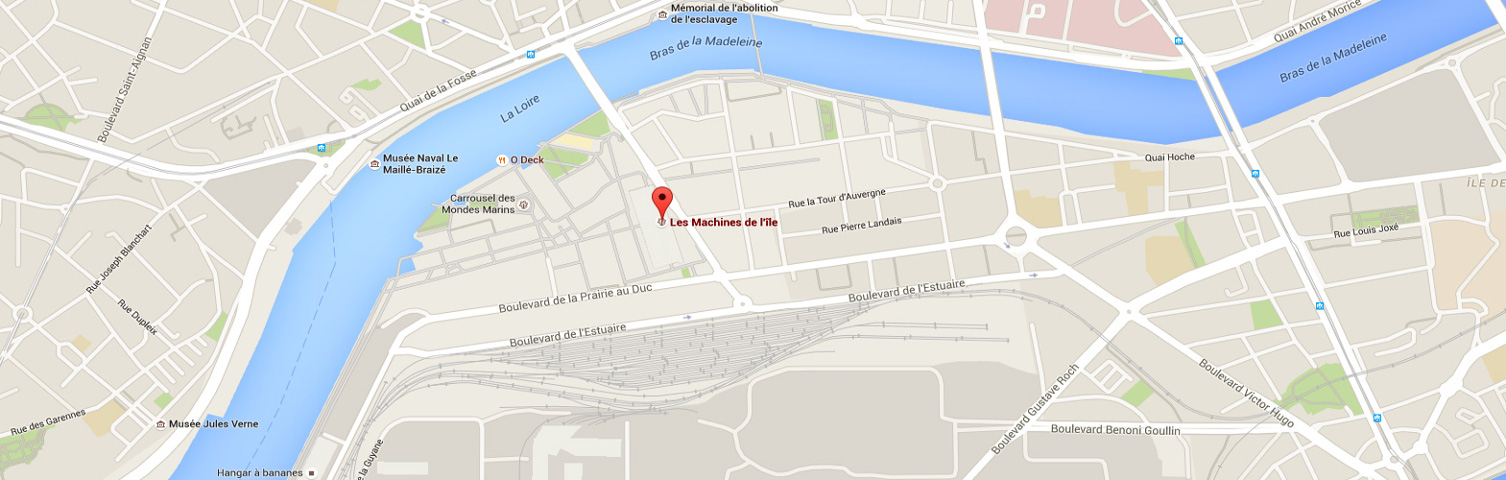 Mémorial de l'abolition
de l'esclavage
Quai André Morice
Boulevard Saint-Aignan
Bras de la Madeleine
Bras de la Madeleine
Quai de la Fosse
La Loire
Musée Naval Le
Maillé-Braizé
O Deck
Quai Hoche
ÎLE DE
Carrousel des
Mondes Marins
Rue la Tour d'Auvergne
Les Machines de l'île
Rue Pierre Landais
Rue Louis Joxé
Rue Joseph Blanchart
Boulevard de la Prairie au Duc
Boulevard de l'Estuaire
Rue Dupleix
Boulevard de l'Estuaire
Boulevard Gustave Roch
Boulevard Victor Hugo
Rue des Garennes
Musée Jules Verne
Boulevard Benoni Goullin
Hangar à bananes
la Guyane